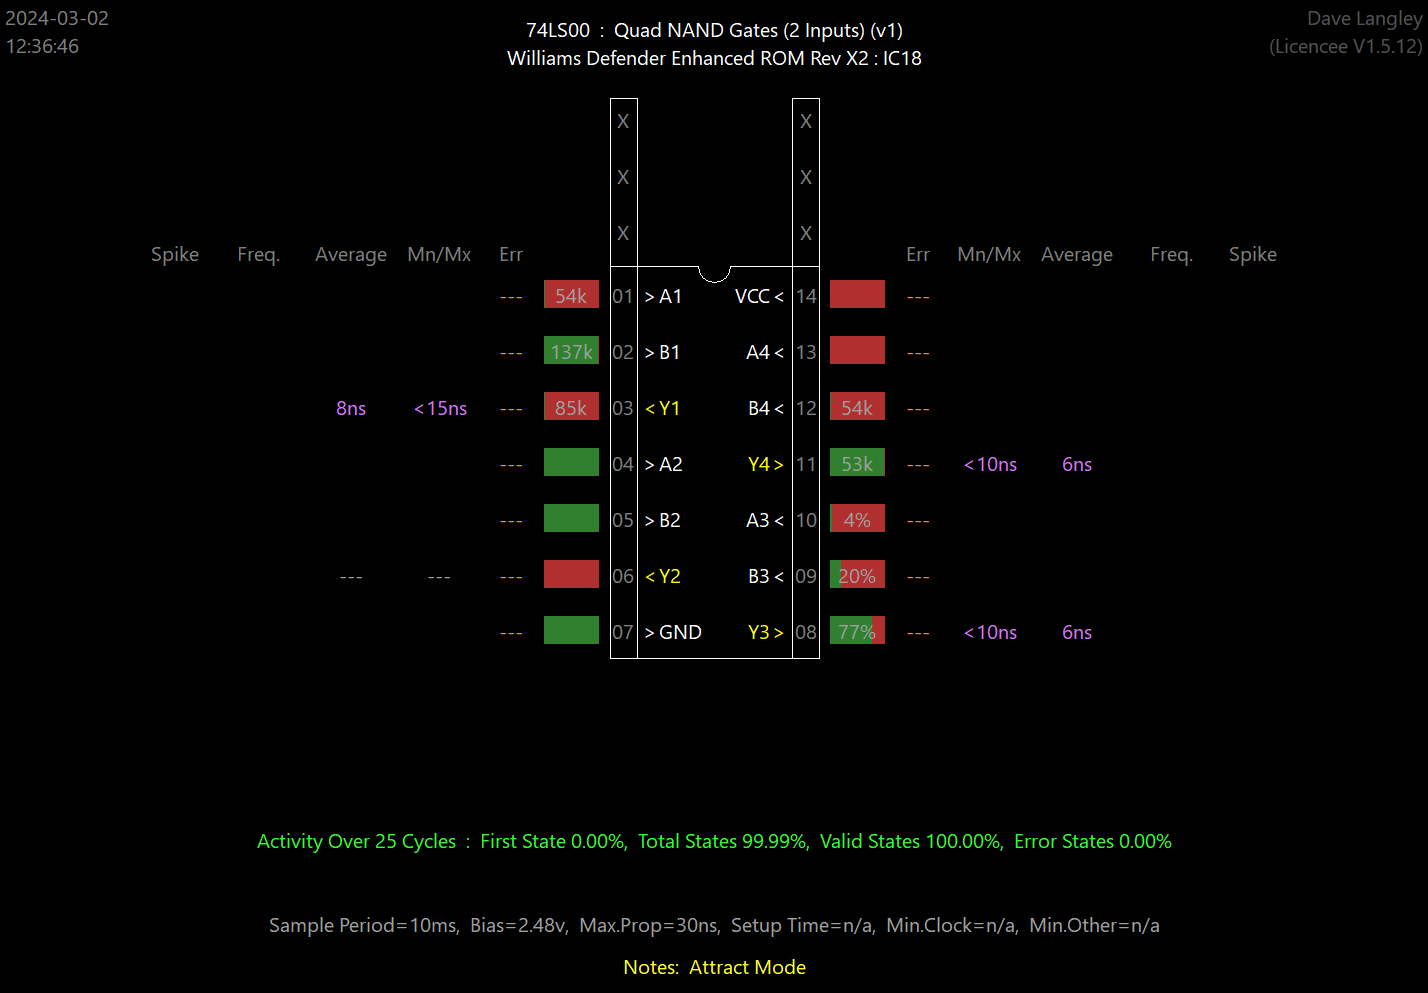 2024-03-02
12:36:46
74LS00 : Quad NAND Gates (2 Inputs) (v1)
Williams Defender Enhanced ROM Rev X2 : IC18
Dave Langley
(Licencee V1.5.12)
X X
X X
X X
Spike Freq. Average Mn/Mx Err Err Mn/Mx Average Freq. Spike
--- 54k 01 >A1 VCC< 14 ---
--- 137k 02 >B1 A4< 13 ---
8ns <15ns --- 85k 03 <Y1 B4< 12 54k ---
--- 04 >A2 Y4> 11 53k --- <10ns 6ns
--- 05 >B2 A3< 10 4% ---
--- --- --- 06 <Y2 B3< 09 20% ---
--- 07 >GND Y3> 08 77% --- <10ns 6ns
Activity Over 25 Cycles : First State 0.00%, Total States 99.99%, Valid States 100.00%, Error States 0.00%
Sample Period=10ms, Bias=2.48v, Max.Prop=30ns, Setup Time=n/a, Min.Clock=n/a, Min.Other=n/a
Notes: Attract Mode